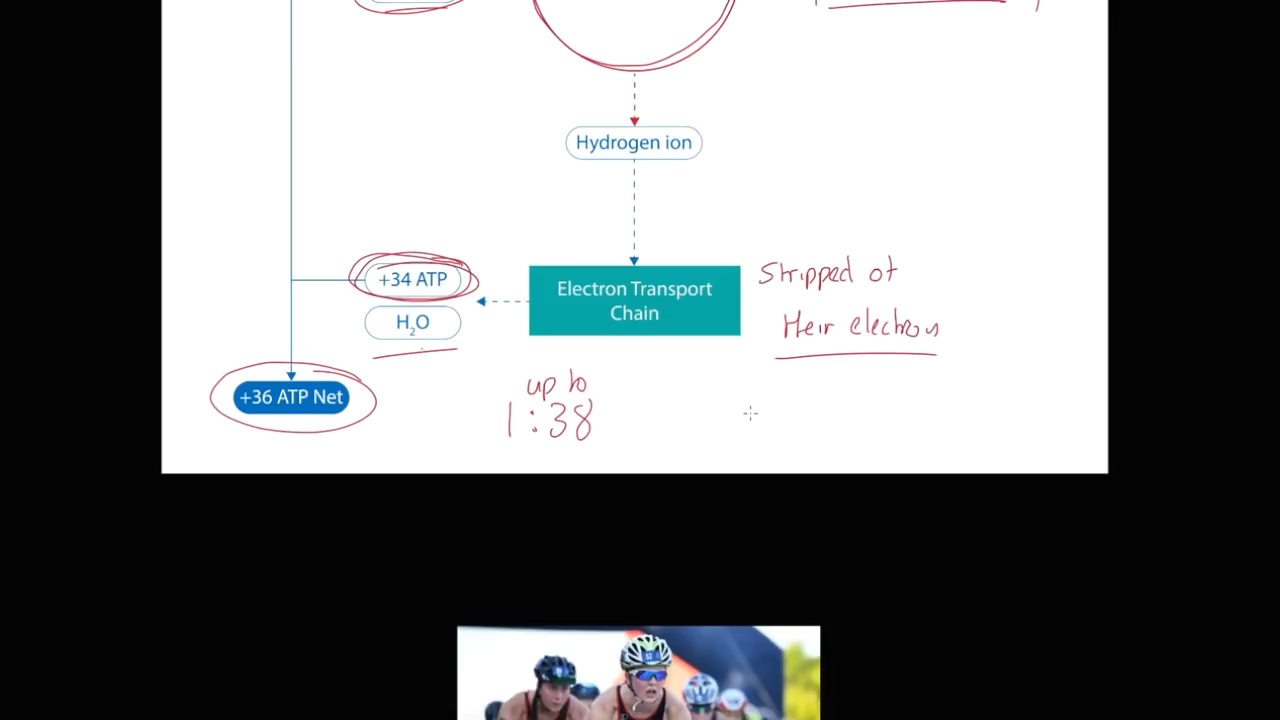 Hydrogen ion
+34 ATP
Electron Transport
Chain
H₂O
Stripped of
their electrons
+36 ATP Net
up to
1:38